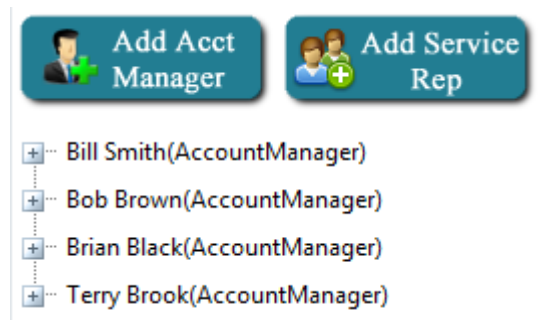 Add Acct
Manager
Add Service
Rep
Bill Smith(AccountManager)
Bob Brown(AccountManager)
Brian Black(AccountManager)
Terry Brook(AccountManager)